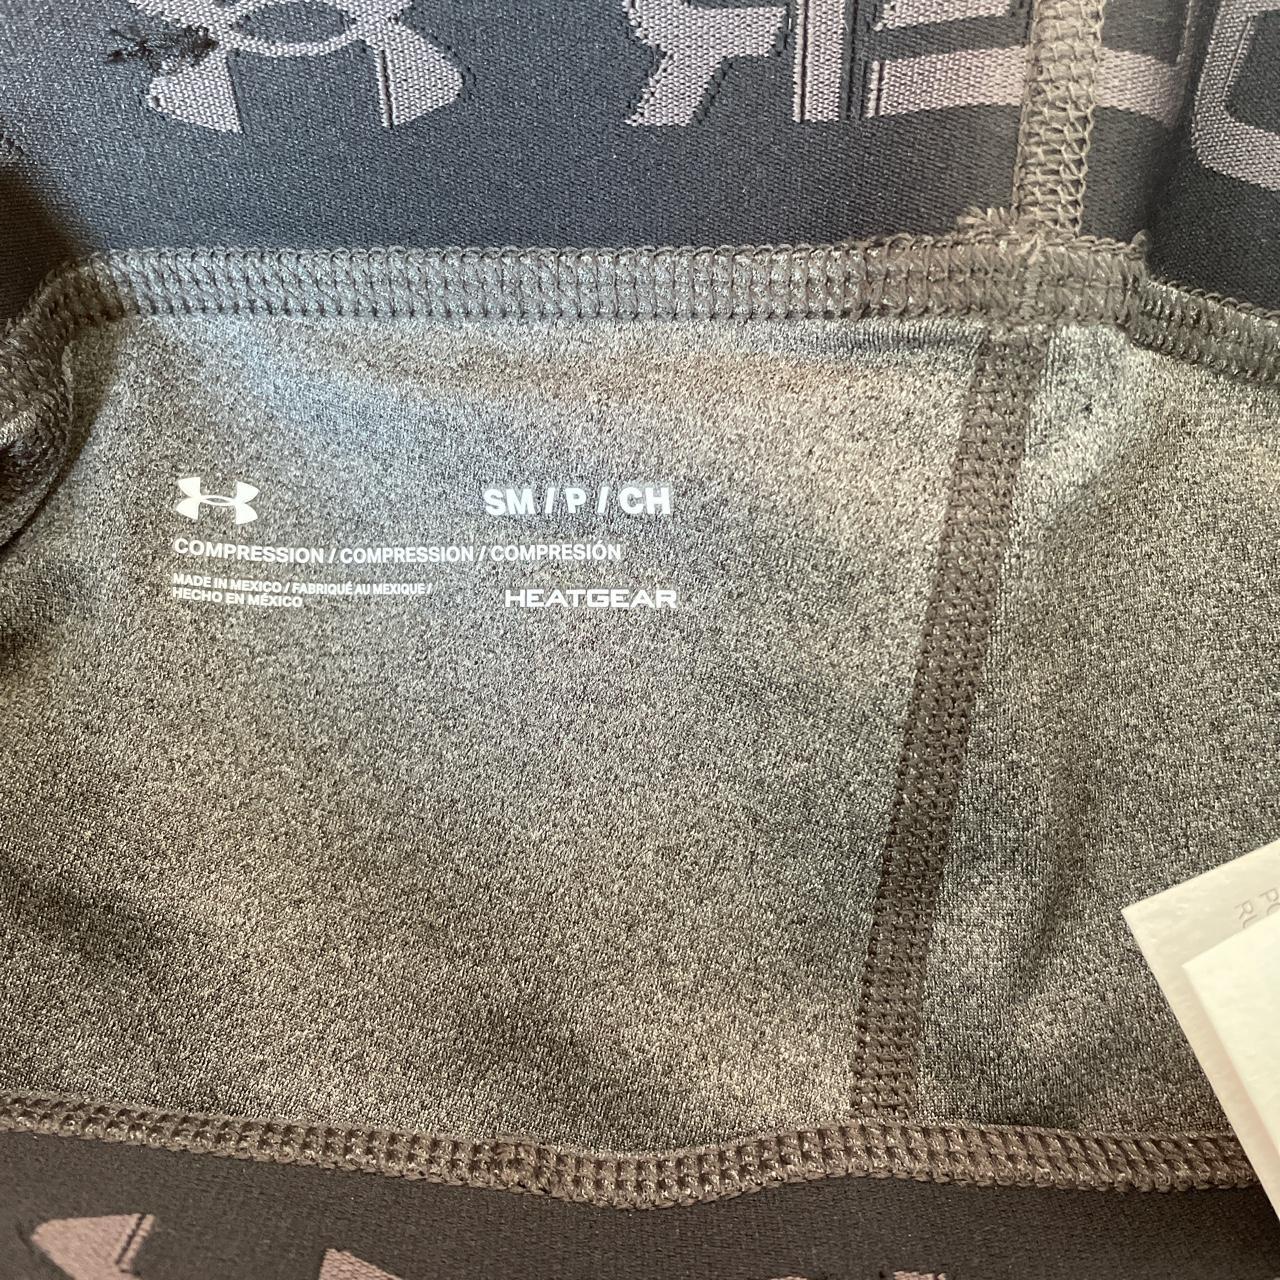 SM / P / CH
COMPRESSION / COMPRESSION / COMPRESIÓN
MADE IN MEXICO / FABRIQUÉ AU MEXIQUE /
HECHO EN MÉXICO
HEATGEAR